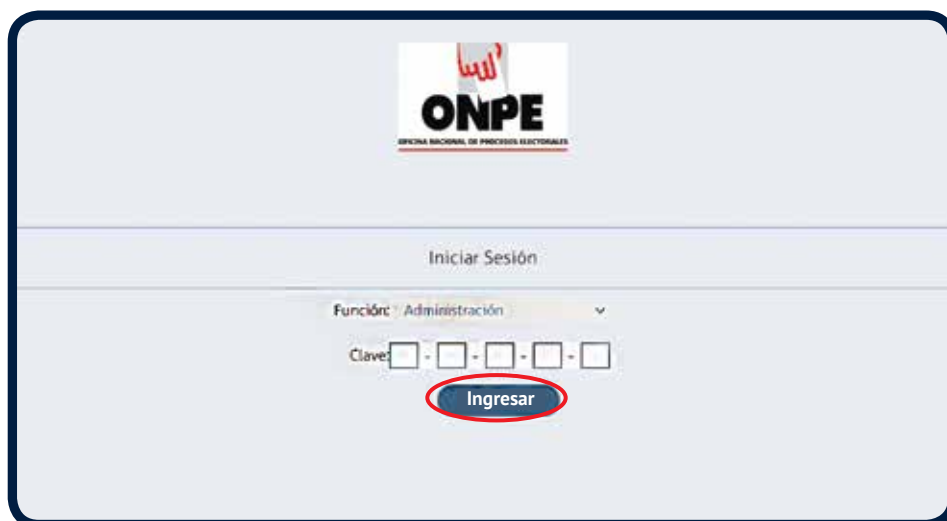 ONPE
OFICINA NACIONAL DE PROCESOS ELECTORALES
Iniciar Sesión
Función: Administración
Clave: - - - -
Ingresar